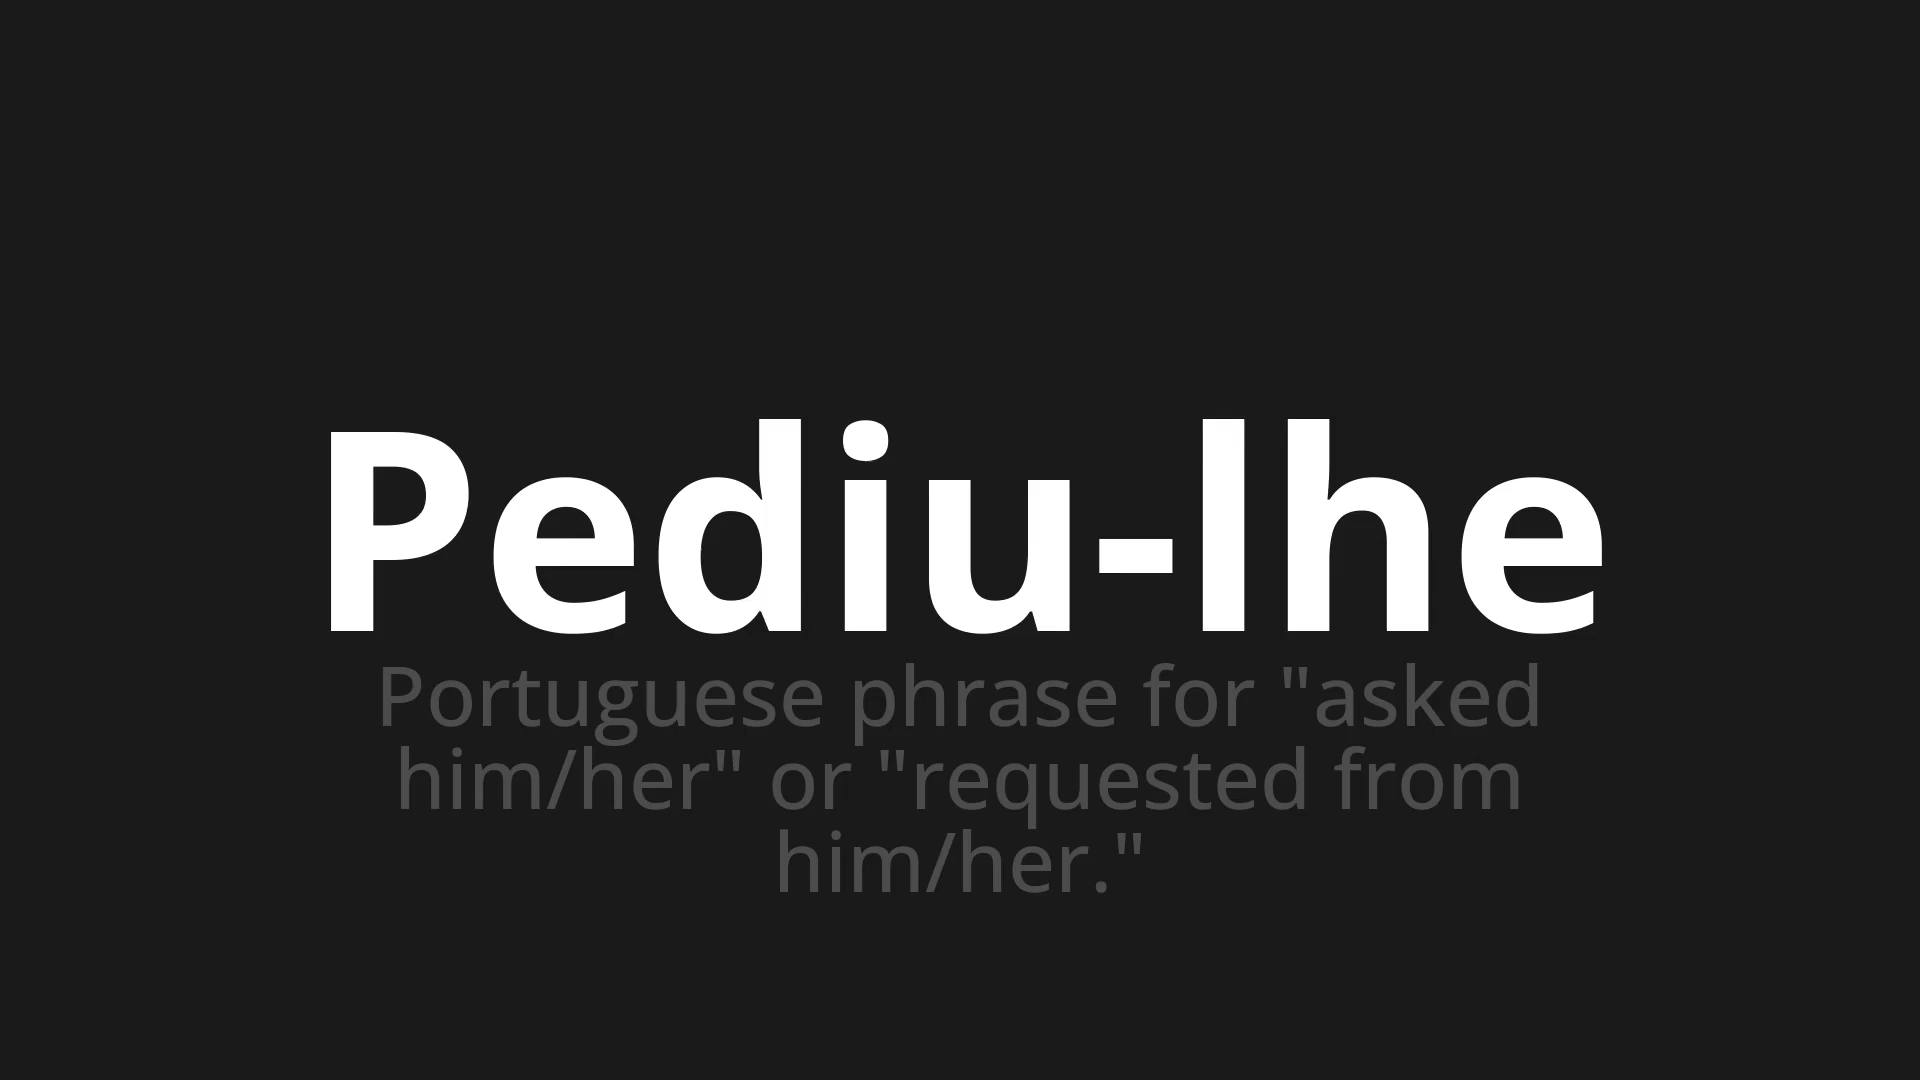 Pediu-lhe
Portuguese phrase for "asked
him/her" or "requested from
him/her."